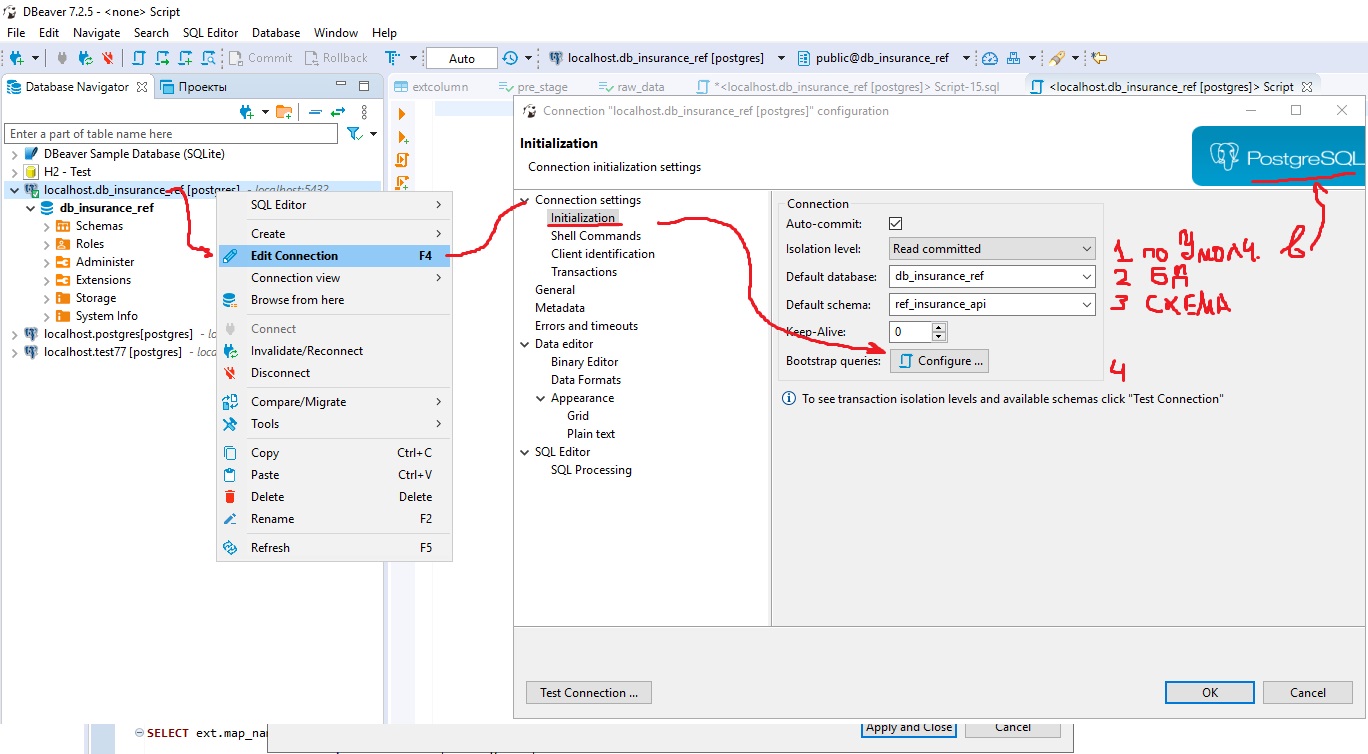 DBeaver 7.2.5 - <none> Script
File Edit Navigate Search SQL Editor Database Window Help
Commit Rollback Auto localhost.db_insurance_ref [postgres] public@db_insurance_ref
Database Navigator Проекты
extcolumn pre_stage raw_data *<localhost.db_insurance_ref [postgres]> Script-15.sql <localhost.db_insurance_ref [postgres]> Script
Enter a part of table name here
DBeaver Sample Database (SQLite)
H2 - Test
localhost.db_insurance_ref [postgres] - localhost:5432
db_insurance_ref
Schemas
Roles
Administer
Extensions
Storage
System Info
localhost.postgres[postgres]
localhost.test77 [postgres]
SQL Editor
Create
Edit Connection F4
Connection view
Browse from here
Connect
Invalidate/Reconnect
Disconnect
Compare/Migrate
Tools
Copy Ctrl+C
Paste Ctrl+V
Delete Delete
Rename F2
Refresh F5
Connection "localhost.db_insurance_ref [postgres]" configuration
Initialization
Connection initialization settings
PostgreSQL
Connection settings
Initialization
Shell Commands
Client identification
Transactions
General
Metadata
Errors and timeouts
Data editor
Binary Editor
Data Formats
Appearance
Grid
Plain text
SQL Editor
SQL Processing
Connection
Auto-commit:
Isolation level: Read committed
Default database: db_insurance_ref
Default schema: ref_insurance_api
Keep-Alive: 0
Bootstrap queries: Configure ...
1 по Умолч. в
2 БД
3 СХЕМА
4
To see transaction isolation levels and available schemas click "Test Connection"
Test Connection ... OK Cancel
SELECT ext.map_na
Apply and Close Cancel